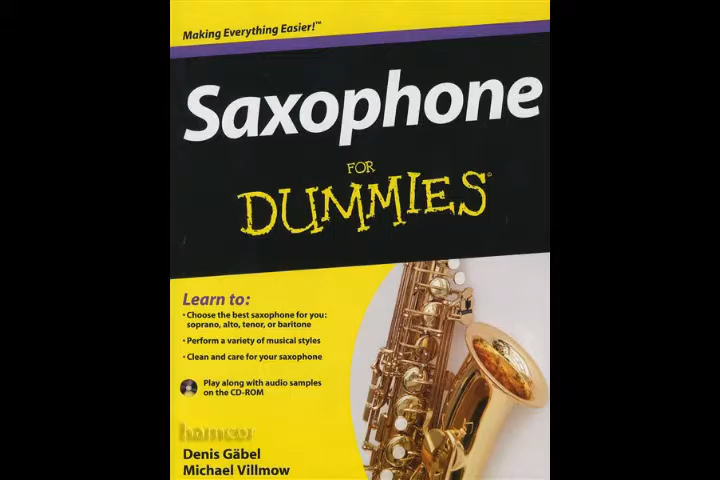 Making Everything Easier!™
Saxophone
FOR
DUMMIES®
Learn to:
• Choose the best saxophone for you:
soprano, alto, tenor, or baritone
• Perform a variety of musical styles
• Clean and care for your saxophone
Play along with audio samples
on the CD-ROM
hamcor
Denis Gäbel
Michael Villmow